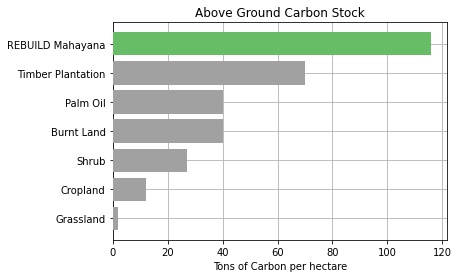 Above Ground Carbon Stock
REBUILD Mahayana
Timber Plantation
Palm Oil
Burnt Land
Shrub
Cropland
Grassland
0 20 40 60 80 100 120
Tons of Carbon per hectare